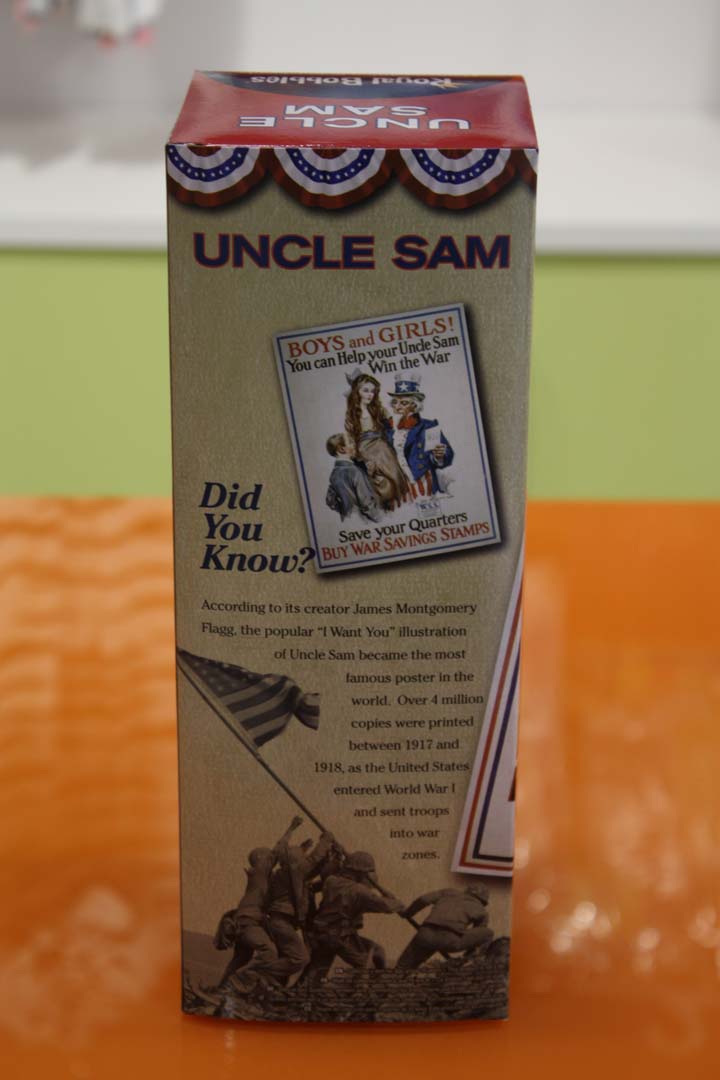 Royal Bobbles
UNCLE
SAM
UNCLE SAM
BOYS and GIRLS!
You can Help your Uncle Sam
Win the War
Save your Quarters
BUY WAR SAVINGS STAMPS
Did
You
Know?
According to its creator James Montgomery
Flagg, the popular “I Want You” illustration
of Uncle Sam became the most
famous poster in the
world. Over 4 million
copies were printed
between 1917 and
1918, as the United States
entered World War I
and sent troops
into war
zones.